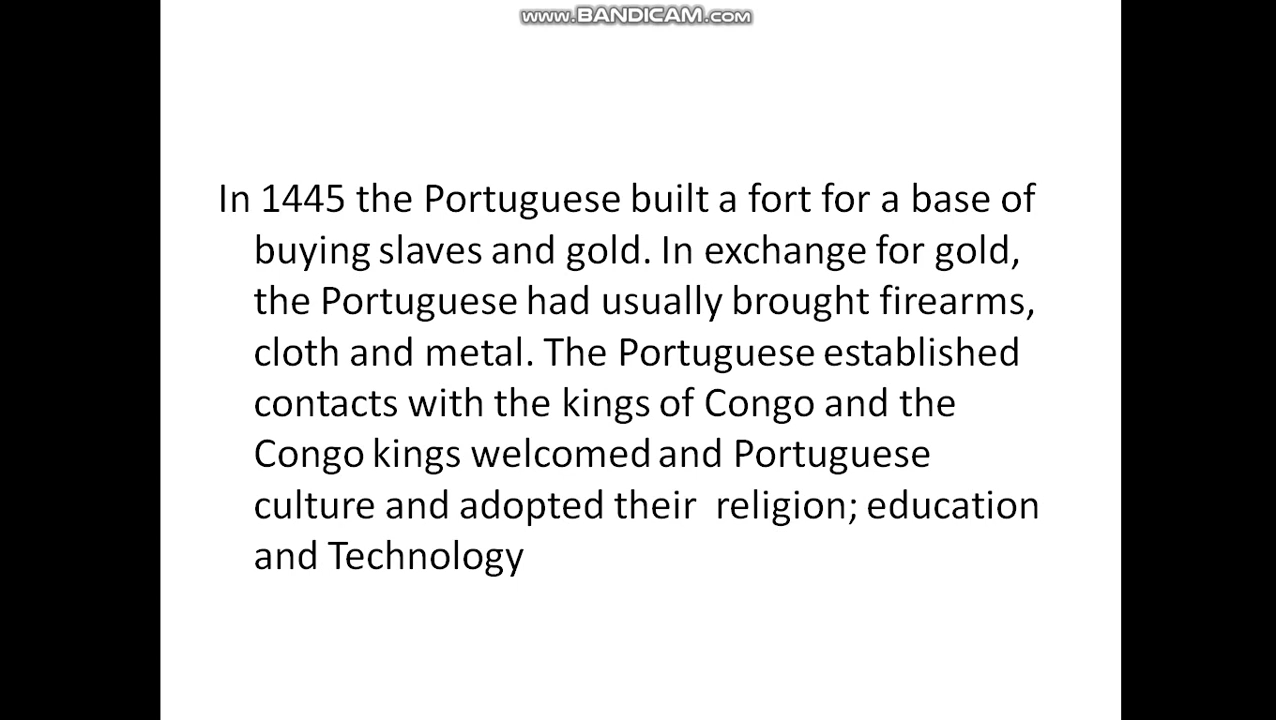 www.BANDICAM.com
In 1445 the Portuguese built a fort for a base of
buying slaves and gold. In exchange for gold,
the Portuguese had usually brought firearms,
cloth and metal. The Portuguese established
contacts with the kings of Congo and the
Congo kings welcomed and Portuguese
culture and adopted their  religion; education
and Technology